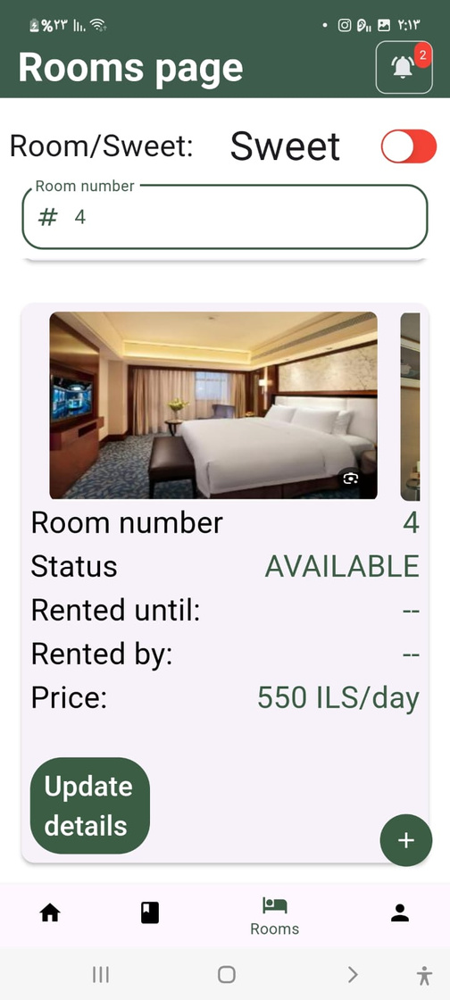 %٢٣ ٢:١٣
Rooms page
2
Room/Sweet: Sweet
Room number
# 4
Room number 4
Status AVAILABLE
Rented until: --
Rented by: --
Price: 550 ILS/day
Update
details
+
Rooms